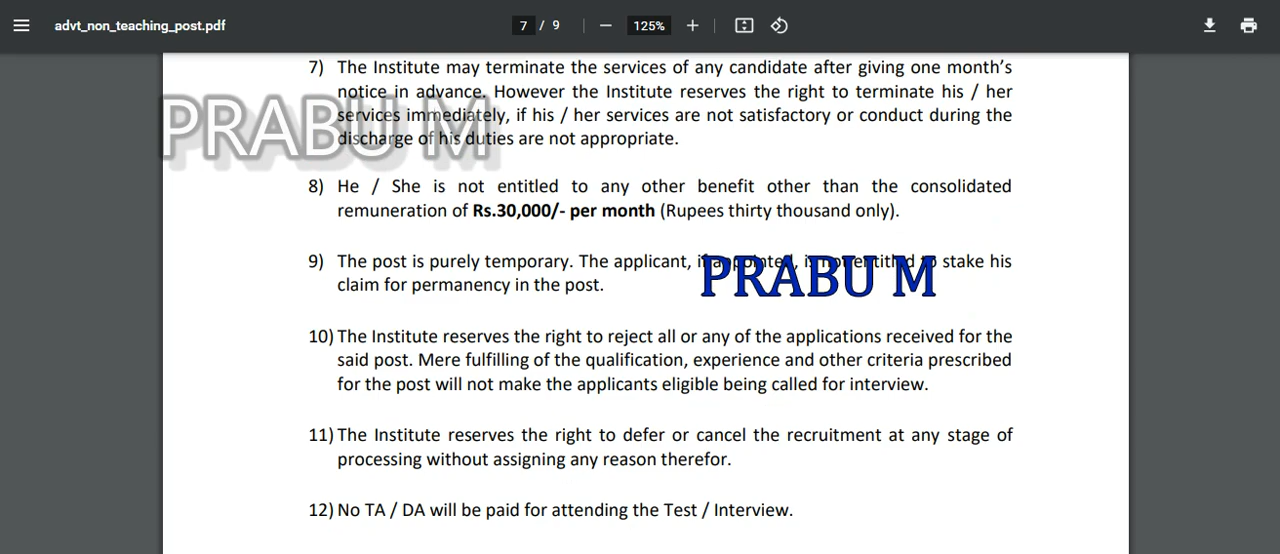 advt_non_teaching_post.pdf
7 / 9
125%
7) The Institute may terminate the services of any candidate after giving one month's
notice in advance. However the Institute reserves the right to terminate his / her
services immediately, if his / her services are not satisfactory or conduct during the
discharge of his duties are not appropriate.
PRABU M
8) He / She is not entitled to any other benefit other than the consolidated
remuneration of Rs.30,000/- per month (Rupees thirty thousand only).
9) The post is purely temporary. The applicant, if appointed, is not entitled to stake his
claim for permanency in the post.
PRABU M
10) The Institute reserves the right to reject all or any of the applications received for the
said post. Mere fulfilling of the qualification, experience and other criteria prescribed
for the post will not make the applicants eligible being called for interview.
11) The Institute reserves the right to defer or cancel the recruitment at any stage of
processing without assigning any reason therefor.
12) No TA / DA will be paid for attending the Test / Interview.